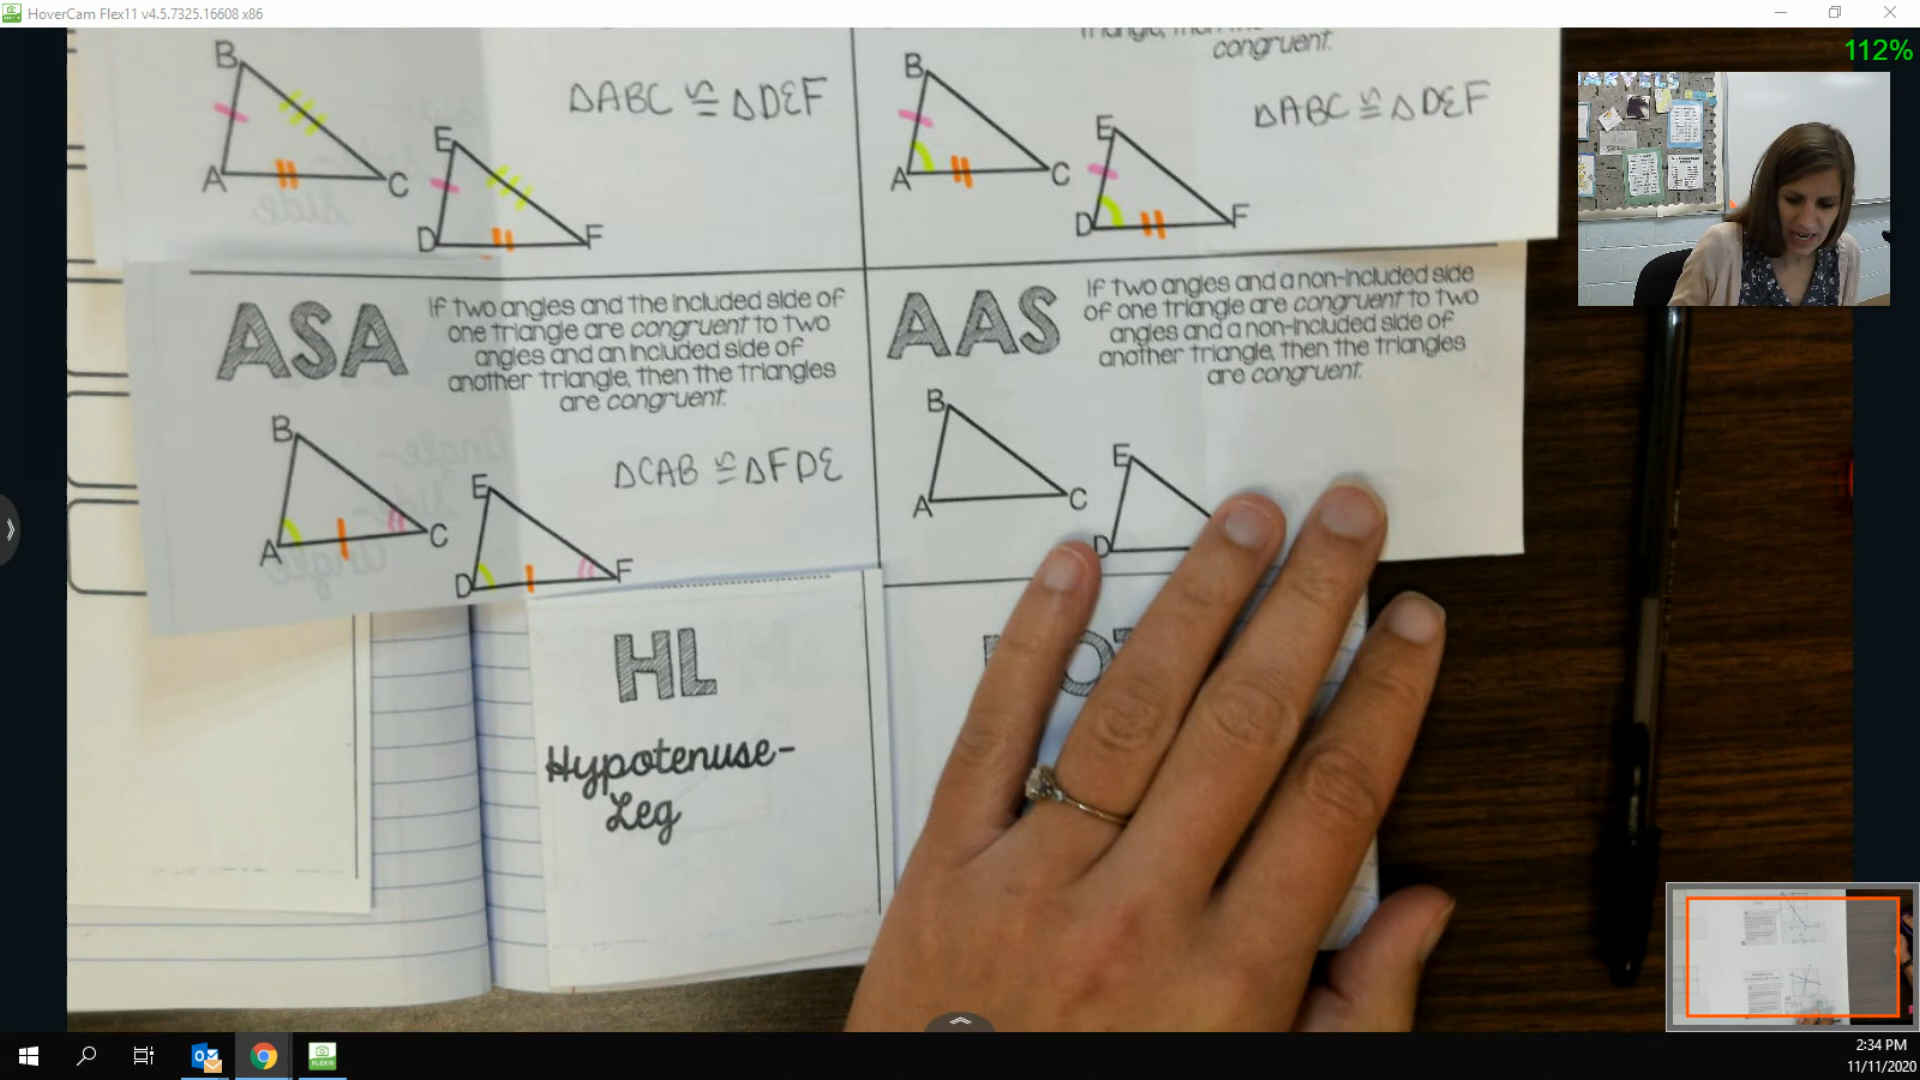 HoverCam Flex11 v4.5.7325.16608 x86
112%
congruent.
B
A
C
E
D
F
ΔABC ≅ ΔDEF
B
A
C
E
D
F
ΔABC ≅ ΔDEF
ASA
If two angles and the included side of
one triangle are congruent to two
angles and an included side of
another triangle, then the triangles
are congruent.
B
A
C
E
D
F
ΔCAB ≅ ΔFDE
AAS
If two angles and a non-included side
of one triangle are congruent to two
angles and a non-included side of
another triangle, then the triangles
are congruent.
B
A
C
E
D
HL
Hypotenuse-
Leg
FLEX11
2:34 PM
11/11/2020